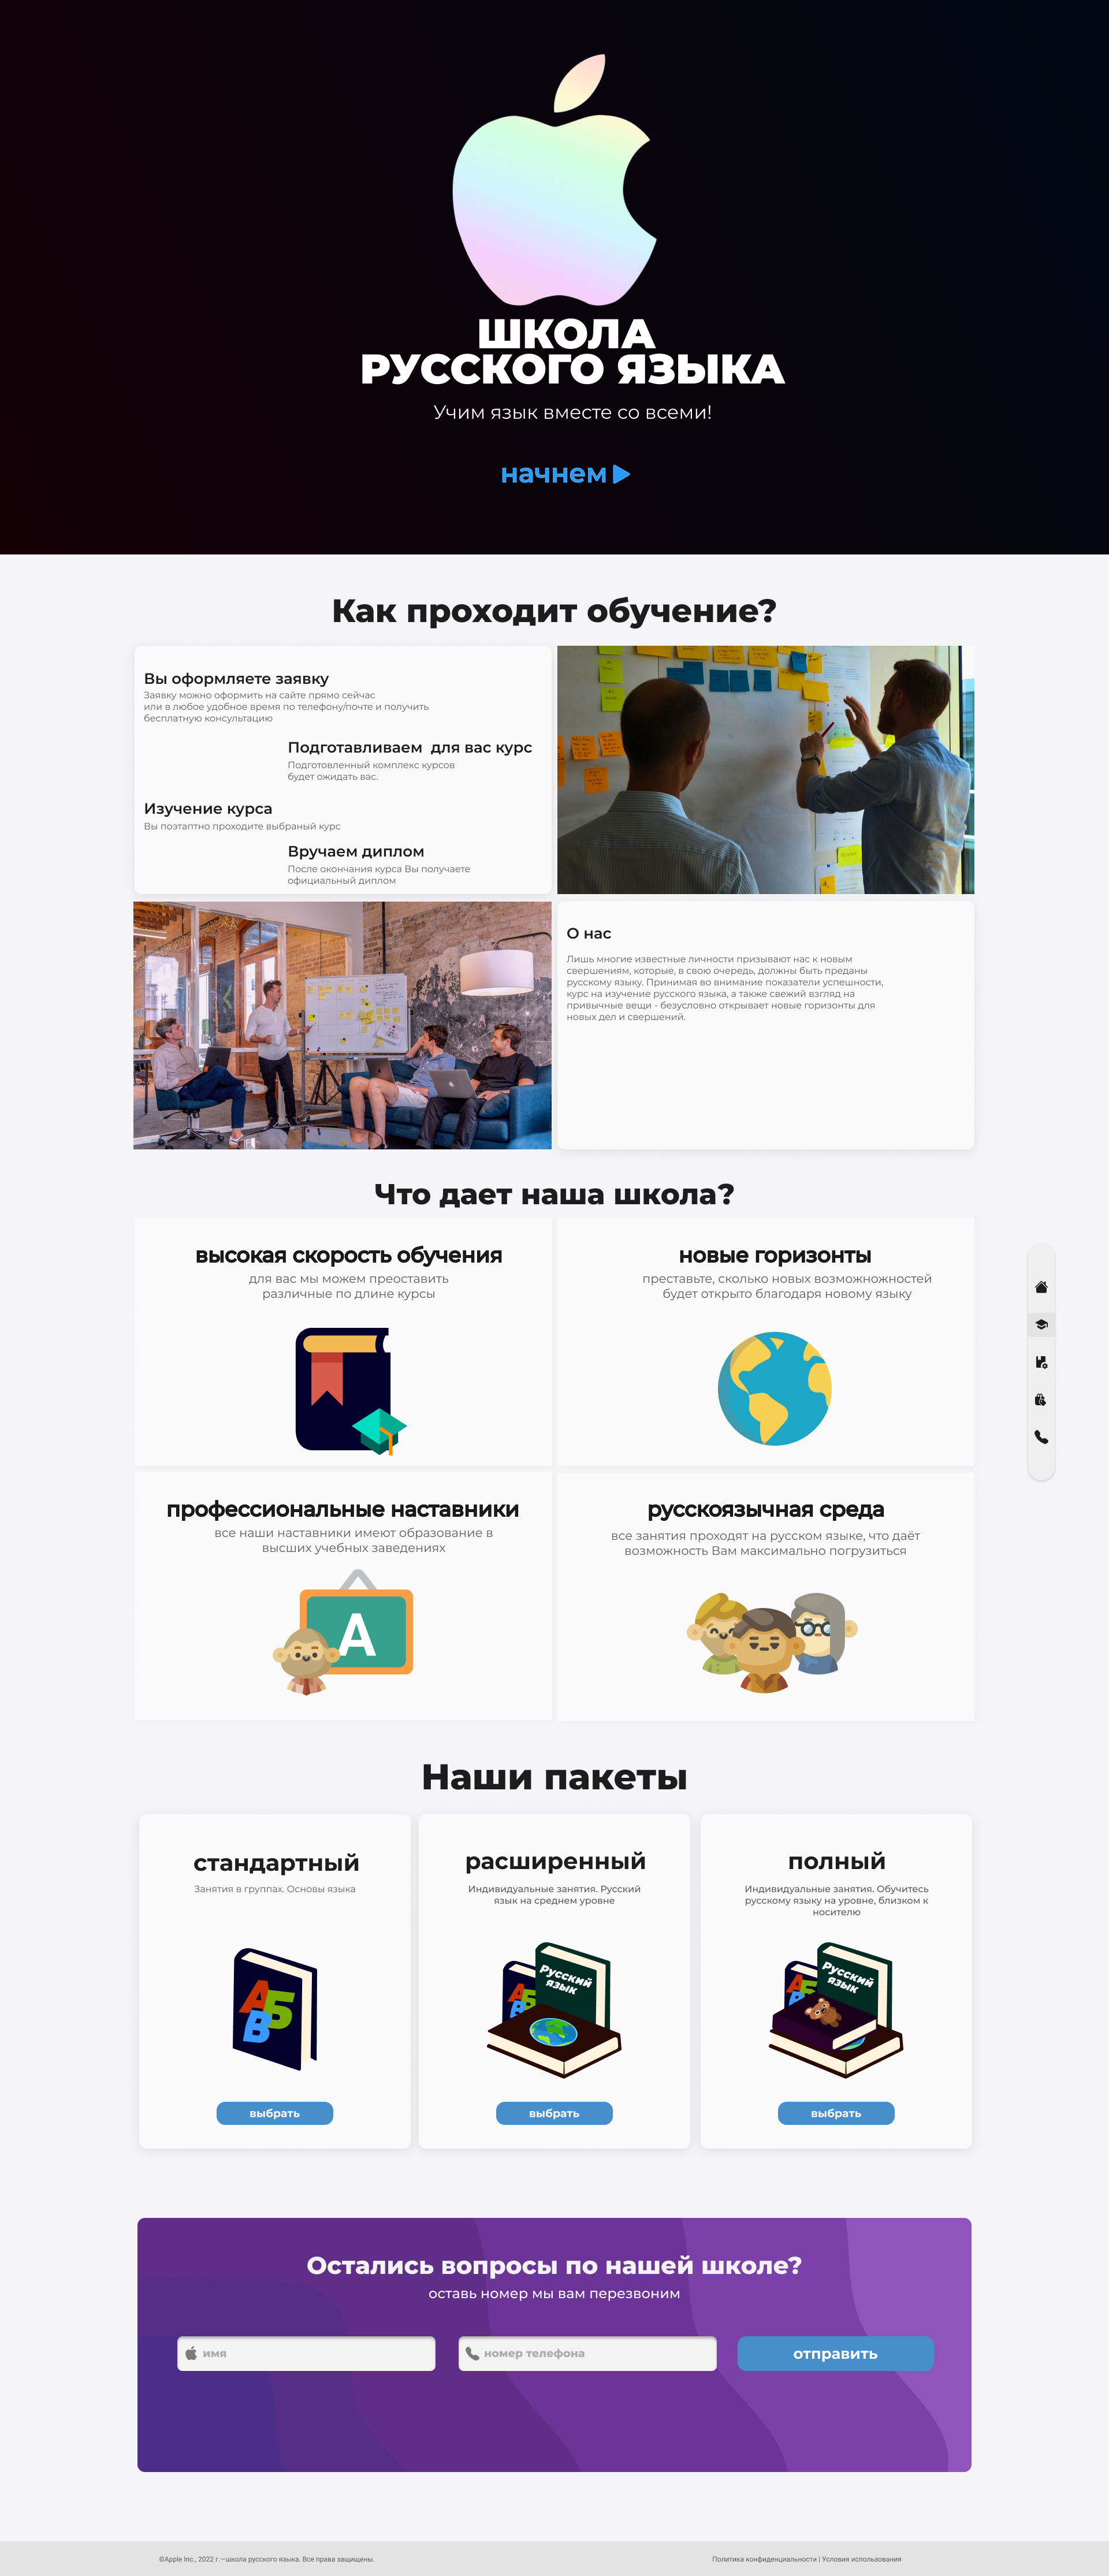 ШКОЛА
РУССКОГО ЯЗЫКА
Учим язык вместе со всеми!
начнем
Как проходит обучение?
Вы оформляете заявку
Заявку можно оформить на сайте прямо сейчас
или в любое удобное время по телефону/почте и получить
бесплатную консультацию
Подготавливаем для вас курс
Подготовленный комплекс курсов
будет ожидать вас.
Изучение курса
Вы поэтаптно проходите выбраный курс
Вручаем диплом
После окончания курса Вы получаете
официальный диплом
О нас
Лишь многие известные личности призывают нас к новым
свершениям, которые, в свою очередь, должны быть преданы
русскому языку. Принимая во внимание показатели успешности,
курс на изучение русского языка, а также свежий взгляд на
привычные вещи - безусловно открывает новые горизонты для
новых дел и свершений.
Что дает наша школа?
высокая скорость обучения
для вас мы можем преоставить
различные по длине курсы
новые горизонты
преставьте, сколько новых возможножностей
будет открыто благодаря новому языку
профессиональные наставники
все наши наставники имеют образование в
высших учебных заведениях
А
русскоязычная среда
все занятия проходят на русском языке, что даёт
возможность Вам максимально погрузиться
Наши пакеты
стандартный
Занятия в группах. Основы языка
АБ
В
выбрать
расширенный
Индивидуальные занятия. Русский
язык на среднем уровне
Русский
язык
АБ
В
выбрать
полный
Индивидуальные занятия. Обучитесь
русскому языку на уровне, близком к
носителю
Русский
язык
АБ
выбрать
Остались вопросы по нашей школе?
оставь номер мы вам перезвоним
имя
номер телефона
отправить
©Apple Inc., 2022 г.—школа русского языка. Все права защищены.
Политика конфиденциальности | Условия использования